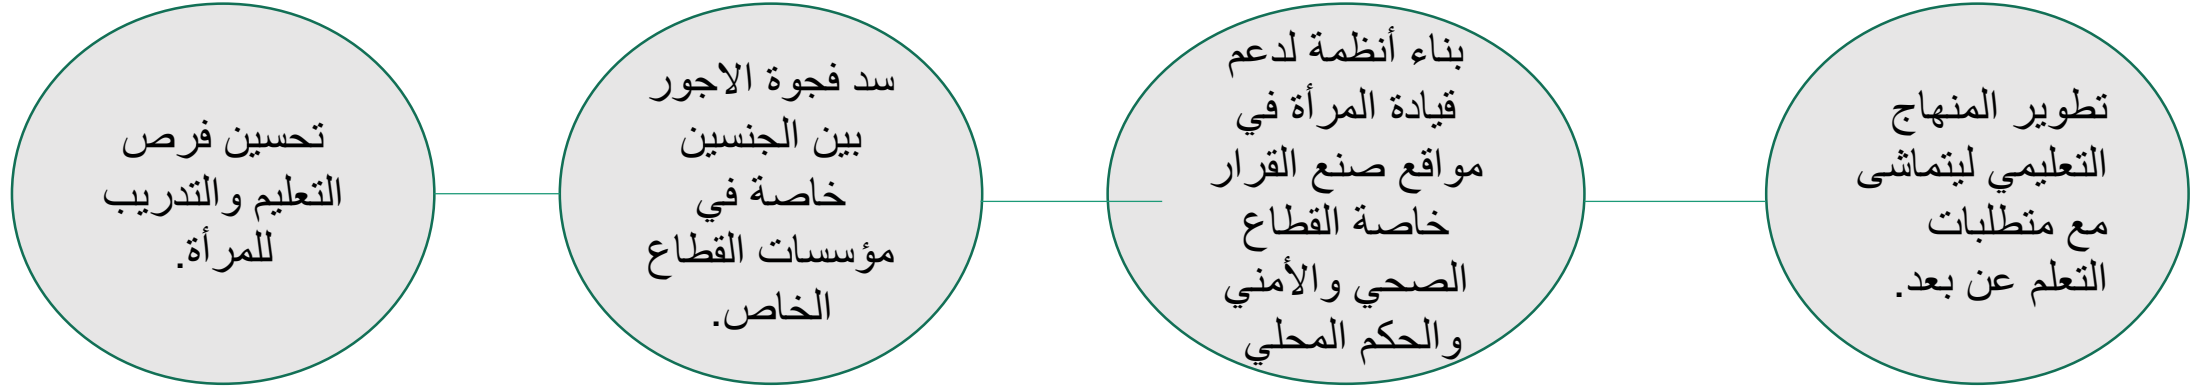 تطوير المنهاج
التعليمي ليتماشى
مع متطلبات
التعلم عن بعد.
بناء أنظمة لدعم
قيادة المرأة في
مواقع صنع القرار
خاصة القطاع
الصحي والأمني
والحكم المحلي
سد فجوة الاجور
بين الجنسين
خاصة في
مؤسسات القطاع
الخاص.
تحسين فرص
التعليم والتدريب
للمرأة.